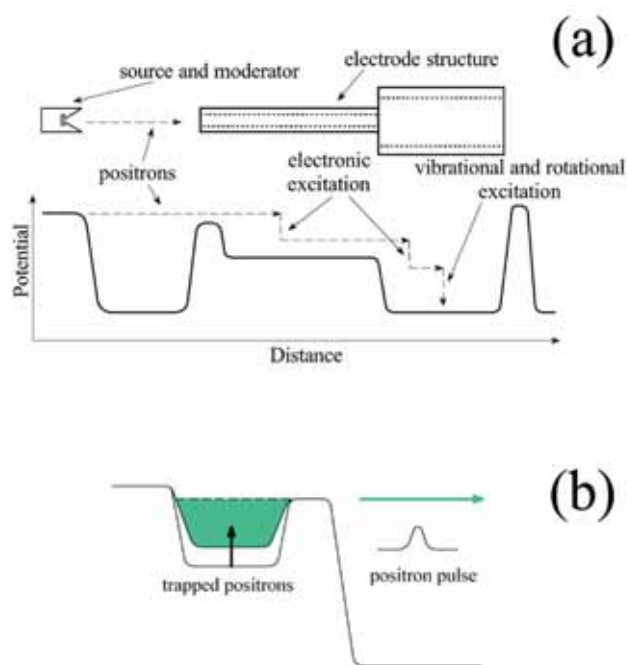 (a)
source and moderator
electrode structure
positrons
electronic
excitation
vibrational and rotational
excitation
Potential
Distance
(b)
trapped positrons
positron pulse